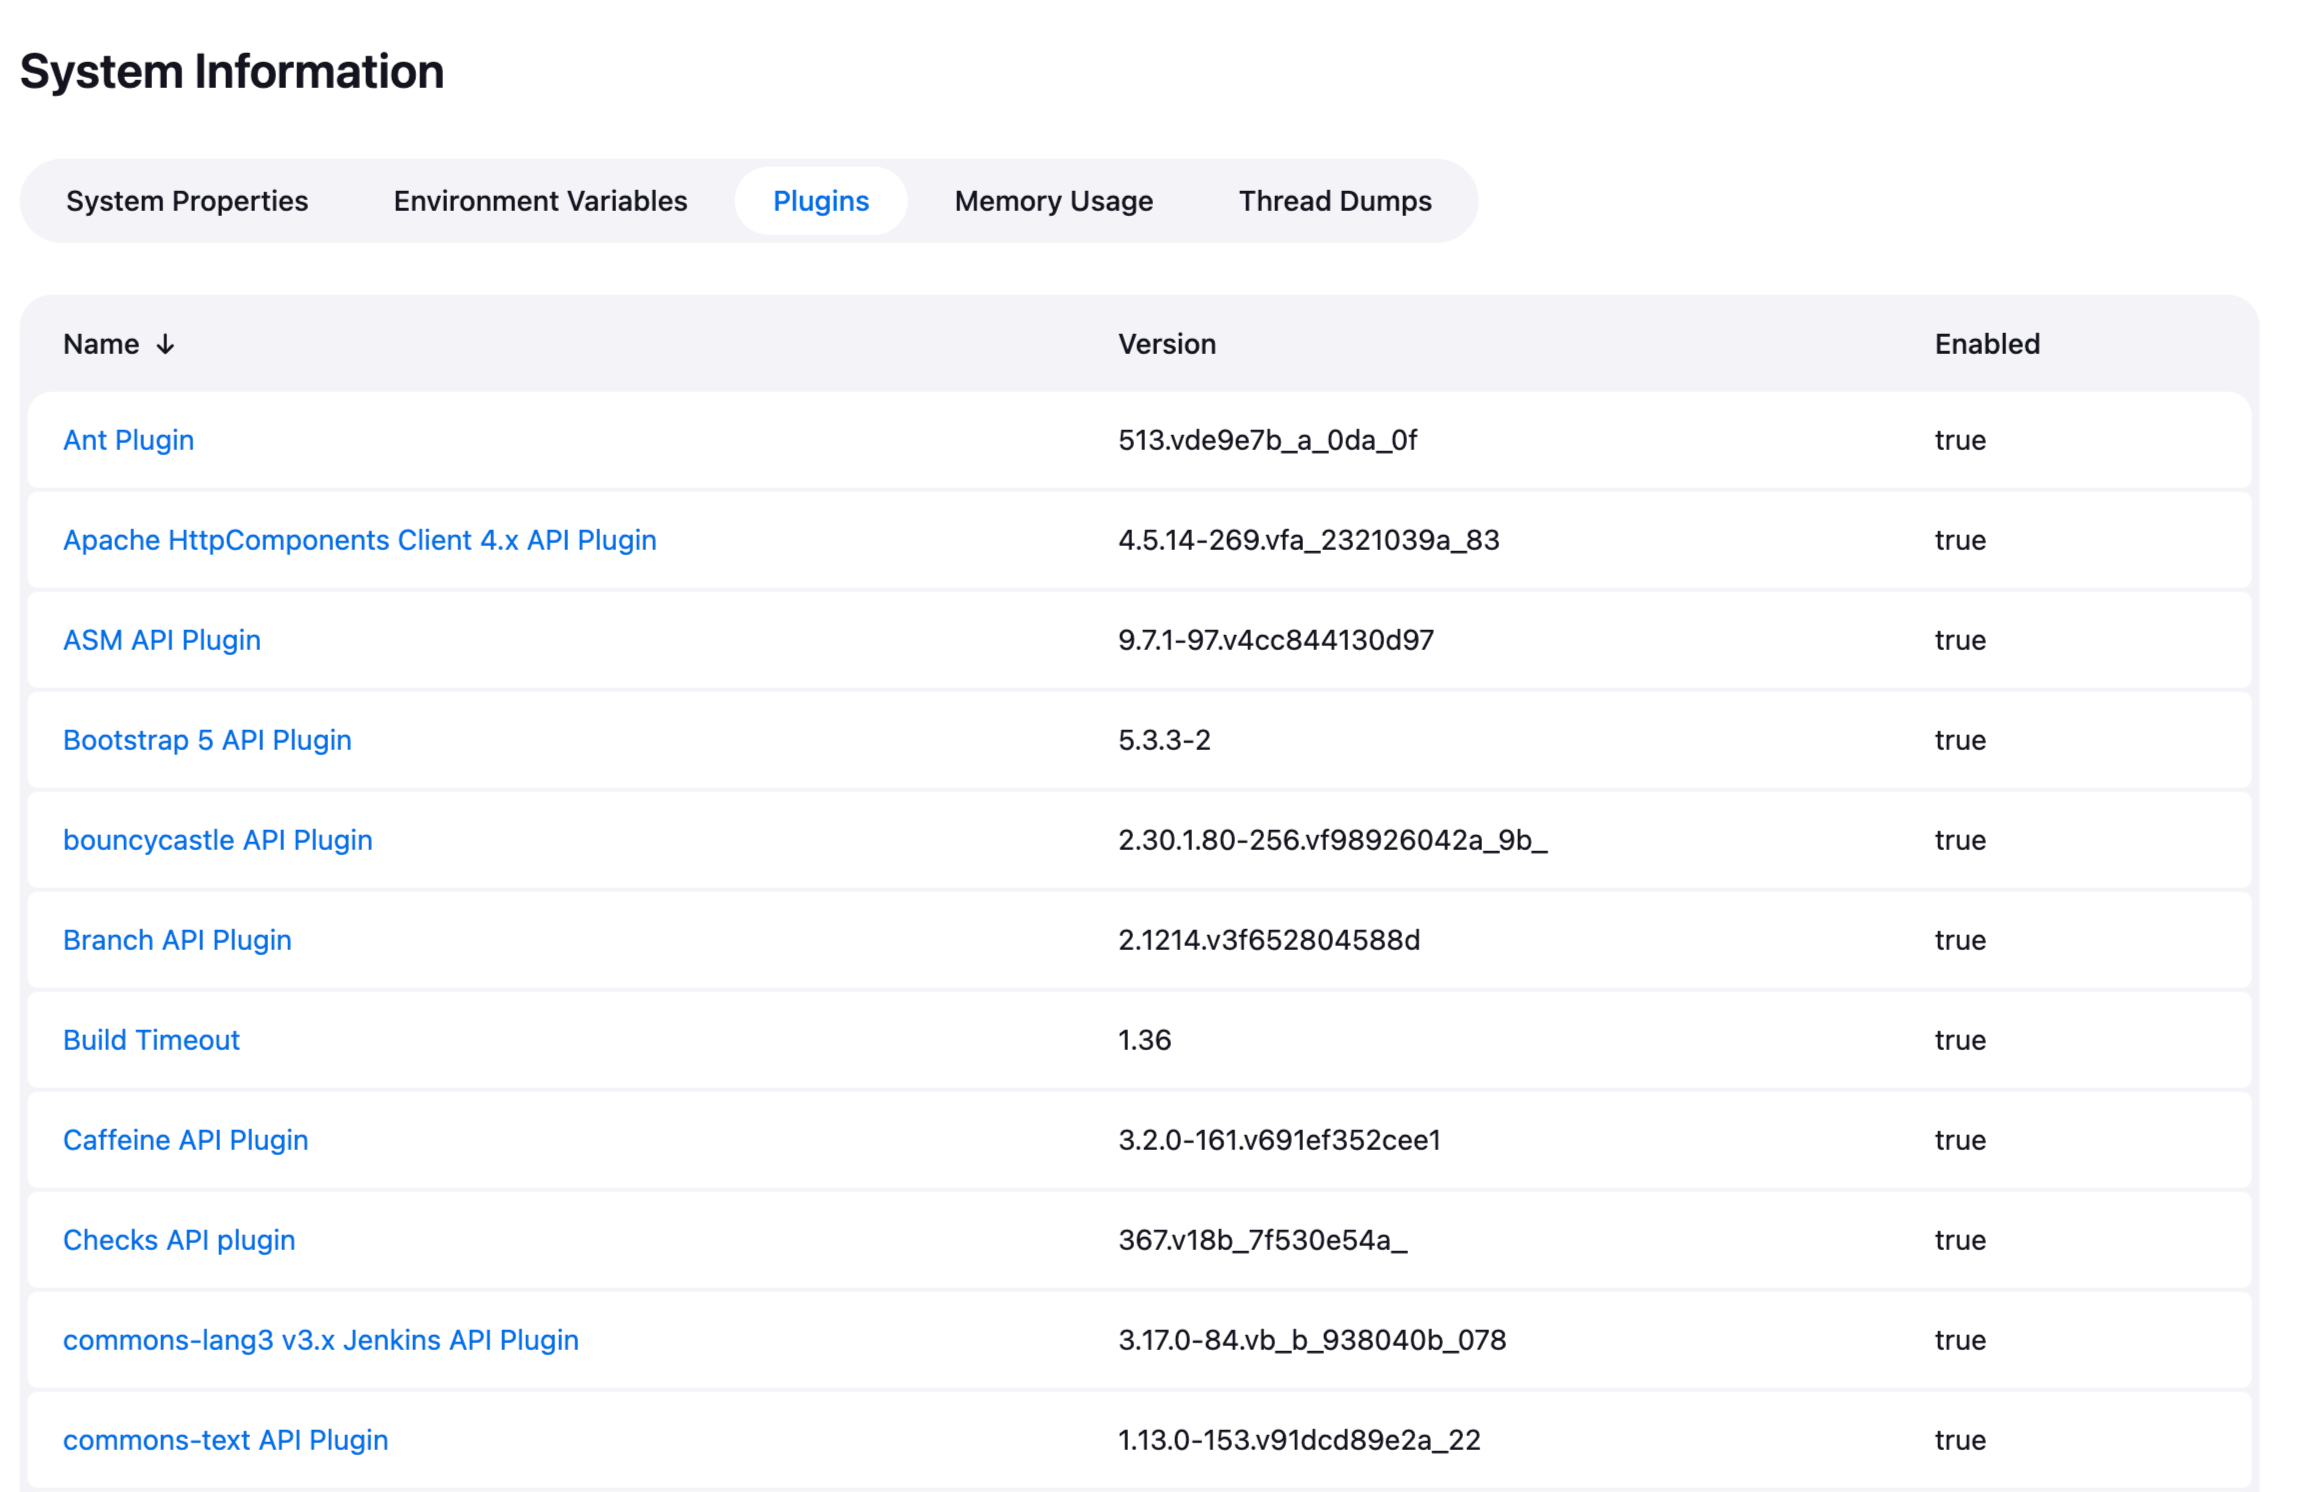 System Information
System Properties Environment Variables Plugins Memory Usage Thread Dumps
Name ↓ Version Enabled
Ant Plugin 513.vde9e7b_a_0da_0f true
Apache HttpComponents Client 4.x API Plugin 4.5.14-269.vfa_2321039a_83 true
ASM API Plugin 9.7.1-97.v4cc844130d97 true
Bootstrap 5 API Plugin 5.3.3-2 true
bouncycastle API Plugin 2.30.1.80-256.vf98926042a_9b_ true
Branch API Plugin 2.1214.v3f652804588d true
Build Timeout 1.36 true
Caffeine API Plugin 3.2.0-161.v691ef352cee1 true
Checks API plugin 367.v18b_7f530e54a_ true
commons-lang3 v3.x Jenkins API Plugin 3.17.0-84.vb_b_938040b_078 true
commons-text API Plugin 1.13.0-153.v91dcd89e2a_22 true